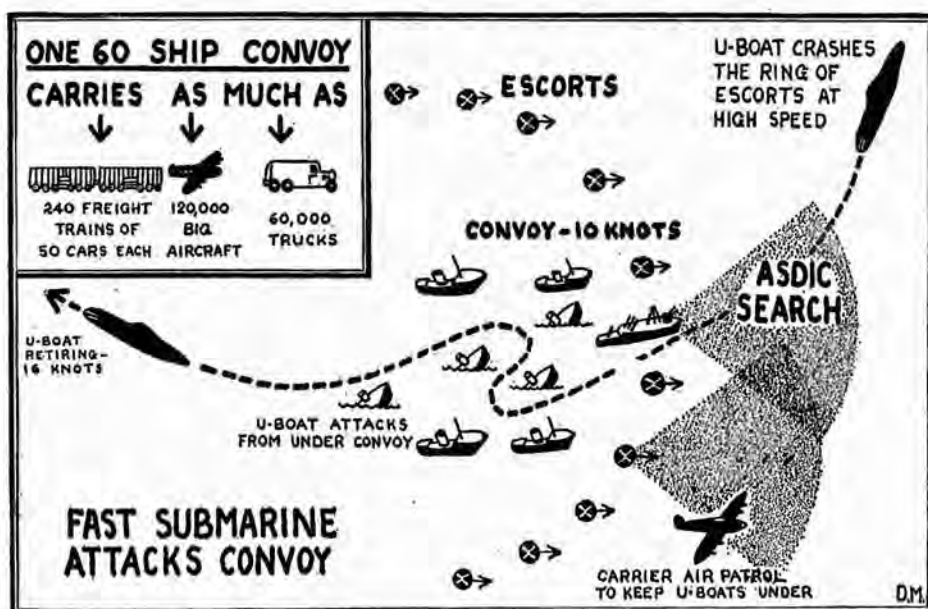 ONE 60 SHIP CONVOY
CARRIES AS MUCH AS
240 FREIGHT
TRAINS OF
50 CARS EACH
120,000
BIG
AIRCRAFT
60,000
TRUCKS
ESCORTS
U-BOAT CRASHES
THE RING OF
ESCORTS AT
HIGH SPEED
CONVOY-10 KNOTS
ASDIC
SEARCH
U-BOAT
RETIRING-
16 KNOTS
U-BOAT ATTACKS
FROM UNDER CONVOY
FAST SUBMARINE
ATTACKS CONVOY
CARRIER AIR PATROL
TO KEEP U-BOATS UNDER
D.M.